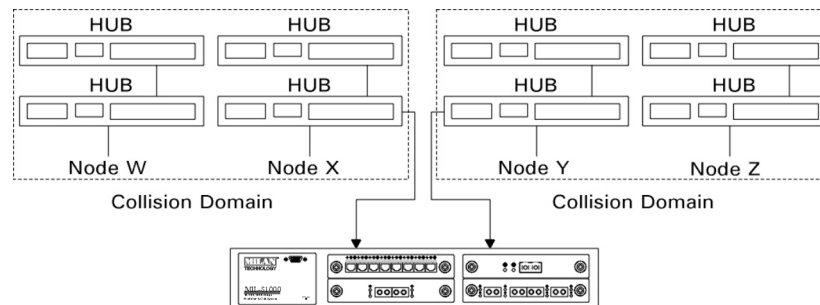 HUB HUB HUB HUB
HUB HUB HUB HUB
Node W Node X Node Y Node Z
Collision Domain Collision Domain
MILAN
TECHNOLOGY